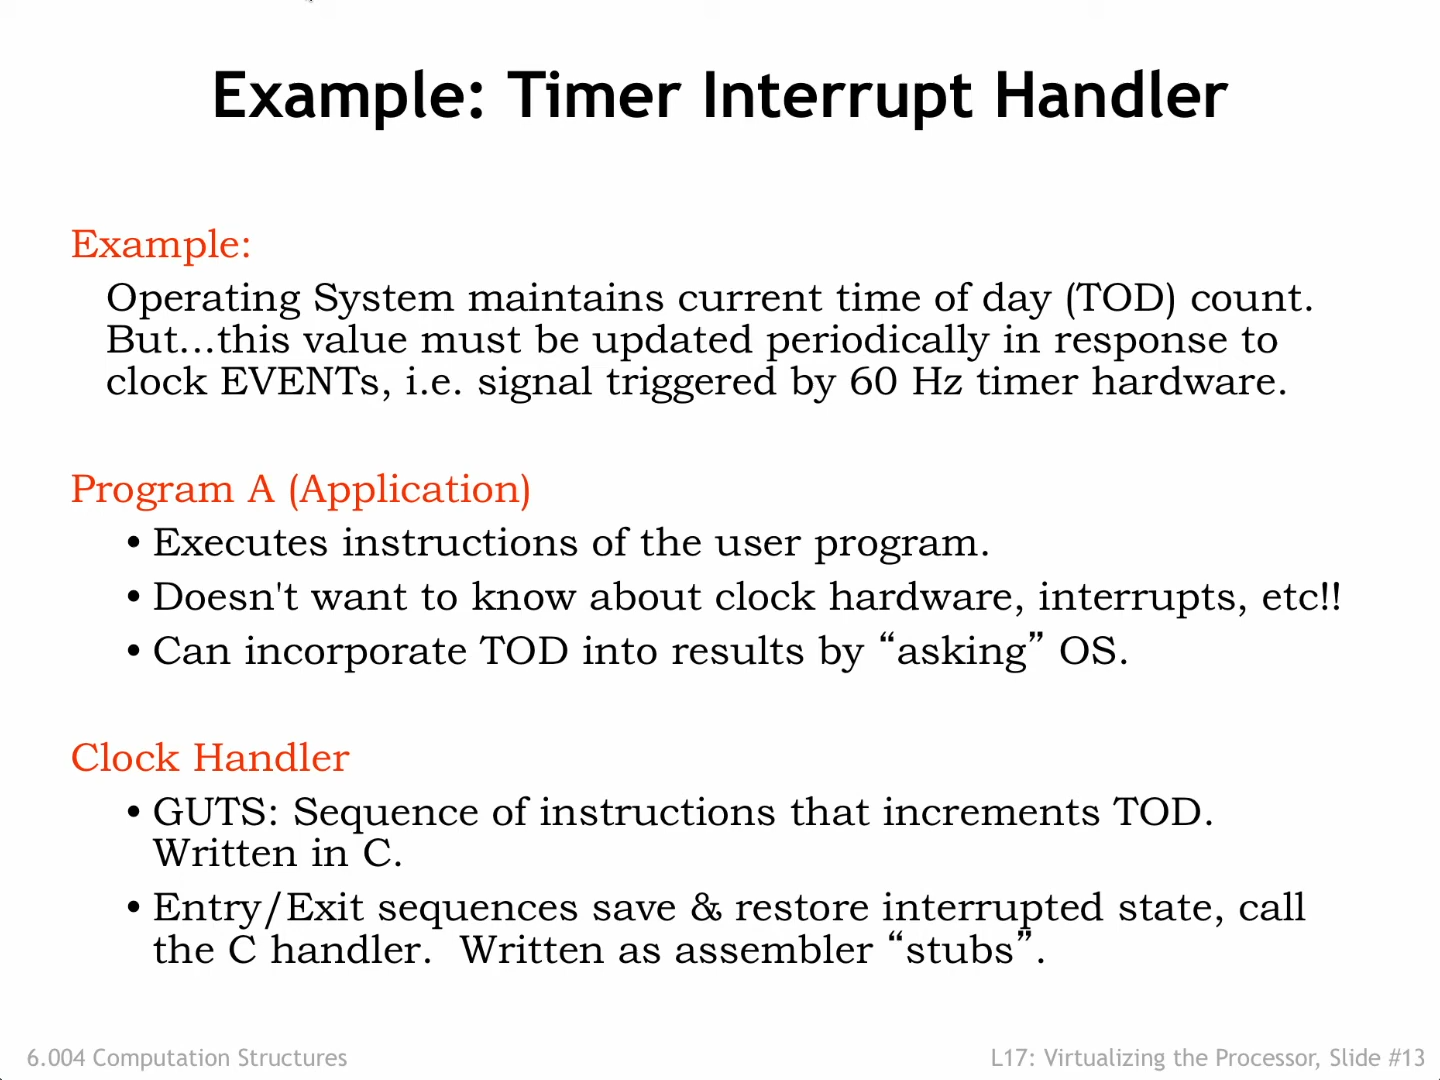 Example: Timer Interrupt Handler
Example:
Operating System maintains current time of day (TOD) count.
But...this value must be updated periodically in response to
clock EVENTs, i.e. signal triggered by 60 Hz timer hardware.
Program A (Application)
• Executes instructions of the user program.
• Doesn't want to know about clock hardware, interrupts, etc!!
• Can incorporate TOD into results by “asking” OS.
Clock Handler
• GUTS: Sequence of instructions that increments TOD.
Written in C.
• Entry/Exit sequences save & restore interrupted state, call
the C handler.  Written as assembler “stubs”.
6.004 Computation Structures
L17: Virtualizing the Processor, Slide #13